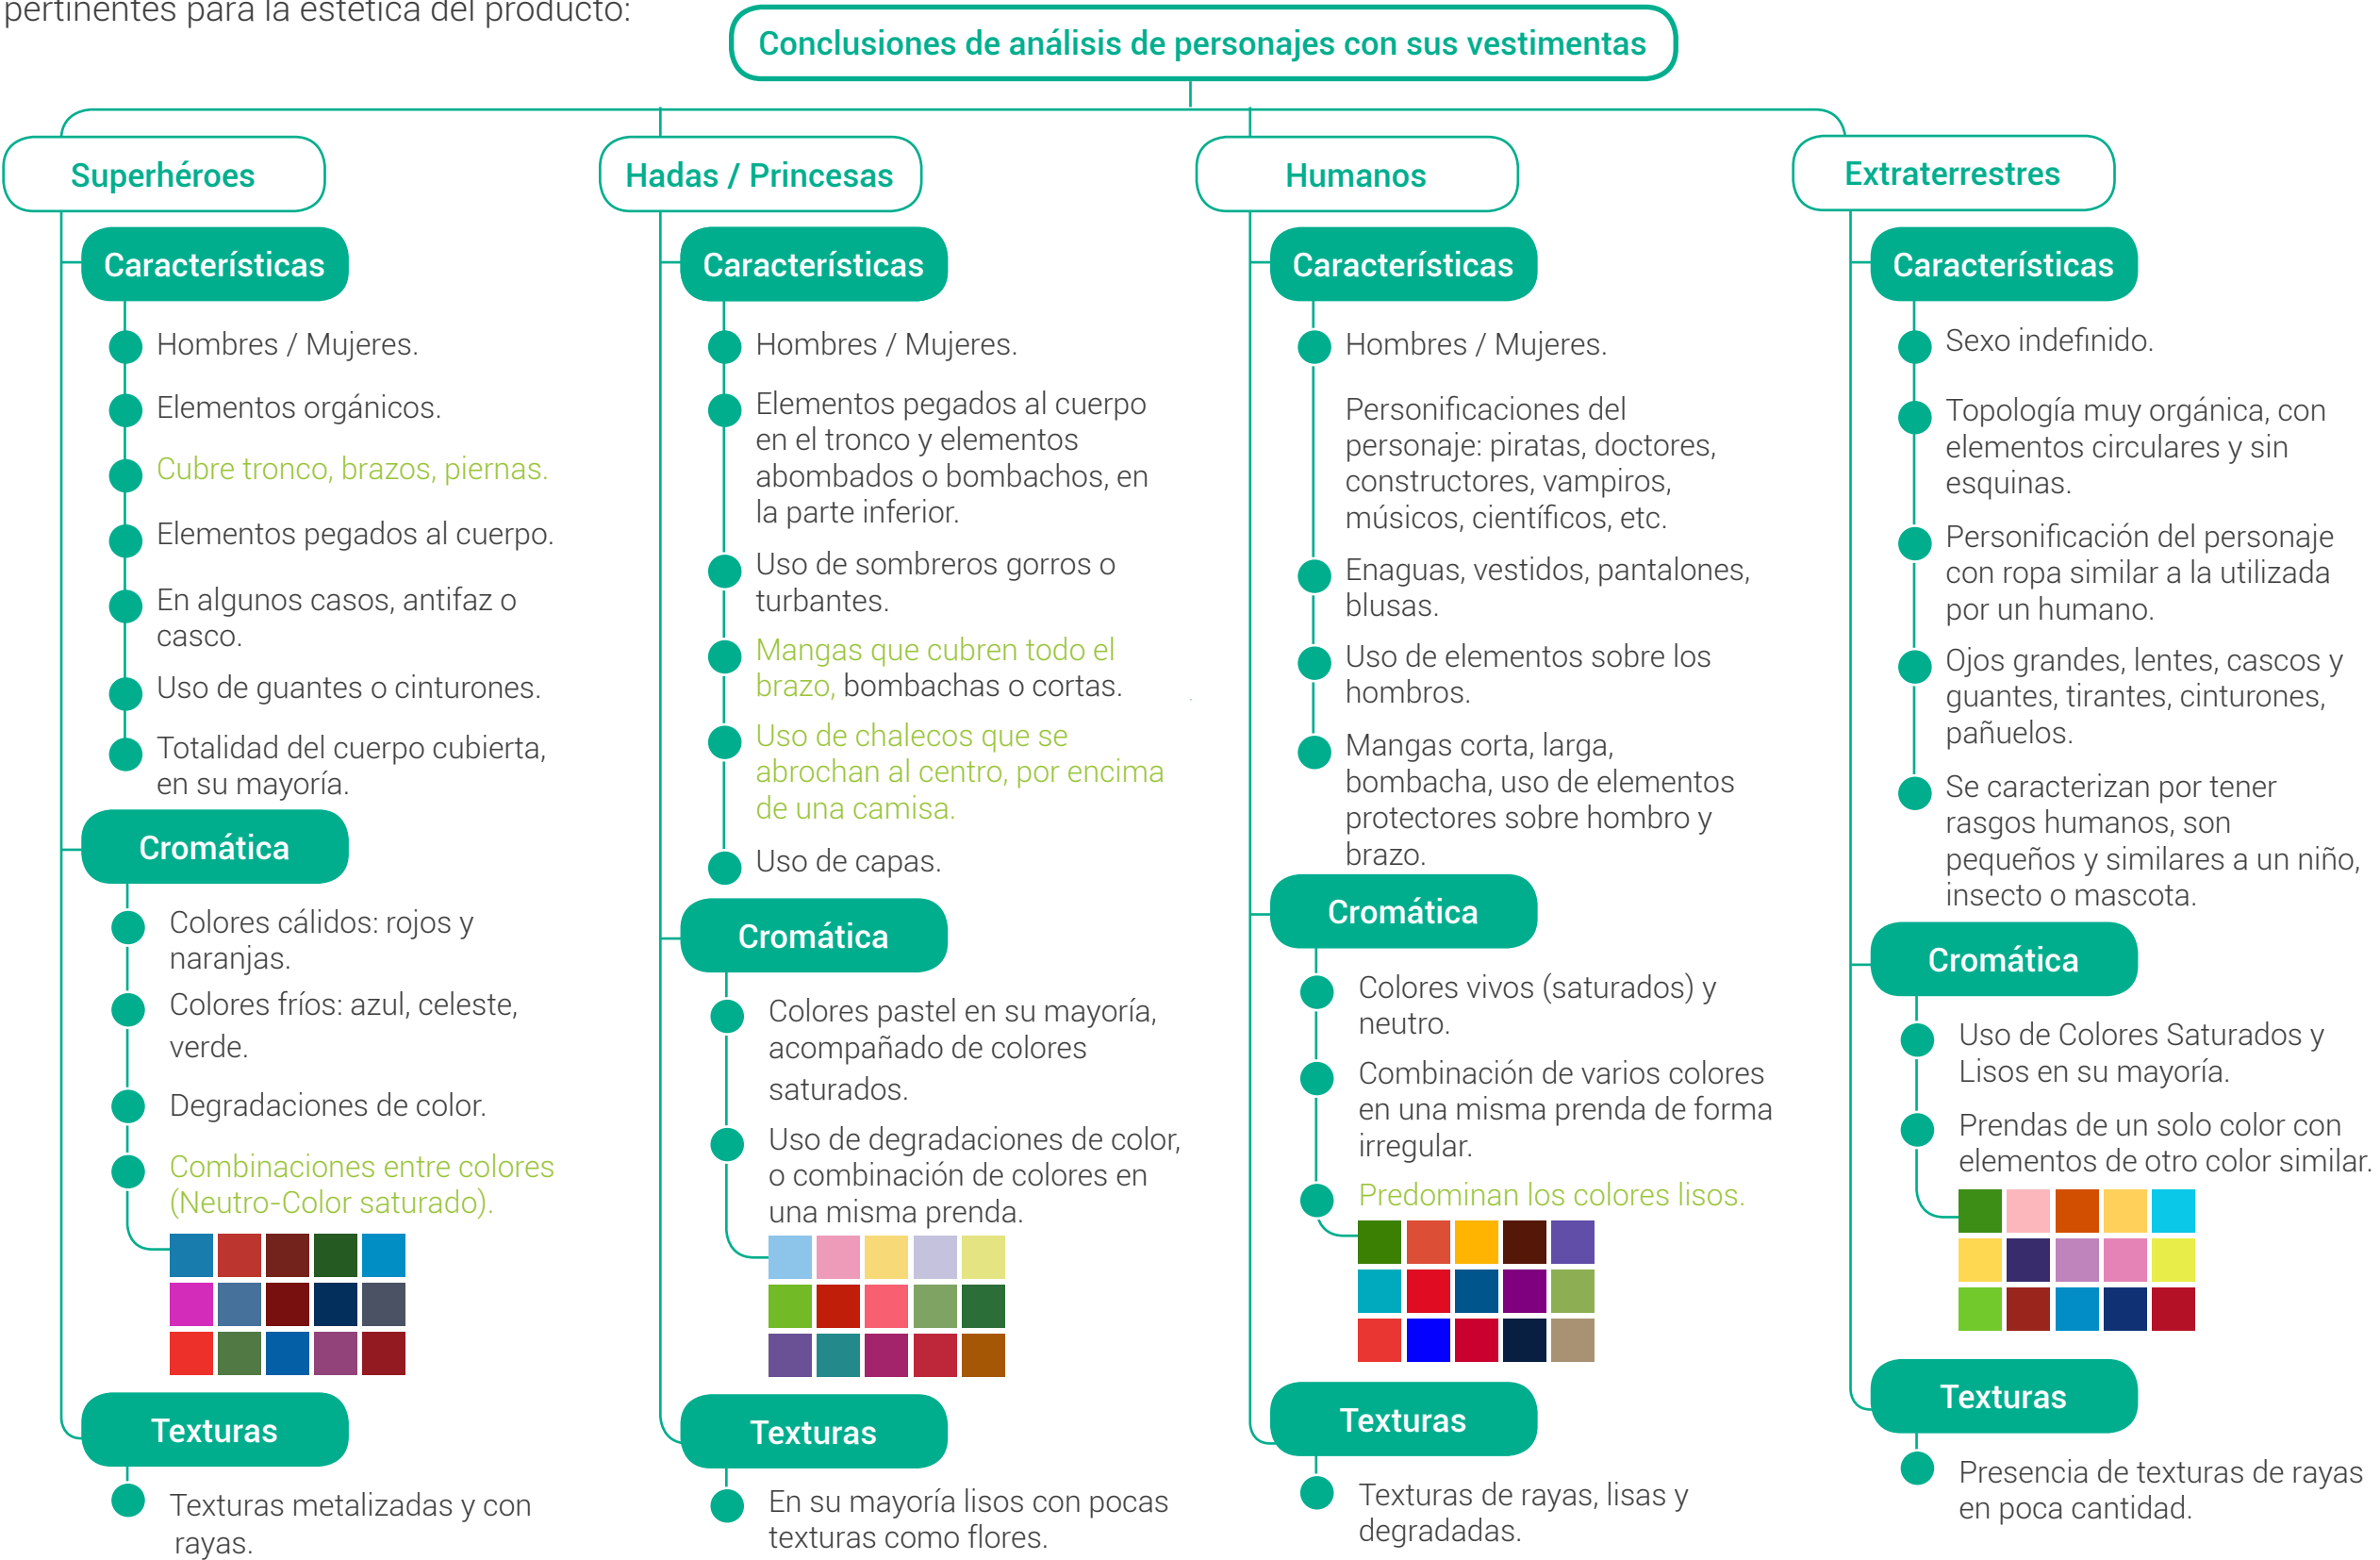 pertinentes para la estética del producto:
Conclusiones de análisis de personajes con sus vestimentas
Superhéroes
Características
Hombres / Mujeres.
Elementos orgánicos.
Cubre tronco, brazos, piernas.
Elementos pegados al cuerpo.
En algunos casos, antifaz o
casco.
Uso de guantes o cinturones.
Totalidad del cuerpo cubierta,
en su mayoría.
Cromática
Colores cálidos: rojos y
naranjas.
Colores fríos: azul, celeste,
verde.
Degradaciones de color.
Combinaciones entre colores
(Neutro-Color saturado).
Texturas
Texturas metalizadas y con
rayas.
Hadas / Princesas
Características
Hombres / Mujeres.
Elementos pegados al cuerpo
en el tronco y elementos
abombados o bombachos, en
la parte inferior.
Uso de sombreros gorros o
turbantes.
Mangas que cubren todo el
brazo, bombachas o cortas.
Uso de chalecos que se
abrochan al centro, por encima
de una camisa.
Uso de capas.
Cromática
Colores pastel en su mayoría,
acompañado de colores
saturados.
Uso de degradaciones de color,
o combinación de colores en
una misma prenda.
Texturas
En su mayoría lisos con pocas
texturas como flores.
Humanos
Características
Hombres / Mujeres.
Personificaciones del
personaje: piratas, doctores,
constructores, vampiros,
músicos, científicos, etc.
Enaguas, vestidos, pantalones,
blusas.
Uso de elementos sobre los
hombros.
Mangas corta, larga,
bombacha, uso de elementos
protectores sobre hombro y
brazo.
Cromática
Colores vivos (saturados) y
neutro.
Combinación de varios colores
en una misma prenda de forma
irregular.
Predominan los colores lisos.
Texturas
Texturas de rayas, lisas y
degradadas.
Extraterrestres
Características
Sexo indefinido.
Topología muy orgánica, con
elementos circulares y sin
esquinas.
Personificación del personaje
con ropa similar a la utilizada
por un humano.
Ojos grandes, lentes, cascos y
guantes, tirantes, cinturones,
pañuelos.
Se caracterizan por tener
rasgos humanos, son
pequeños y similares a un niño,
insecto o mascota.
Cromática
Uso de Colores Saturados y
Lisos en su mayoría.
Prendas de un solo color con
elementos de otro color similar.
Texturas
Presencia de texturas de rayas
en poca cantidad.